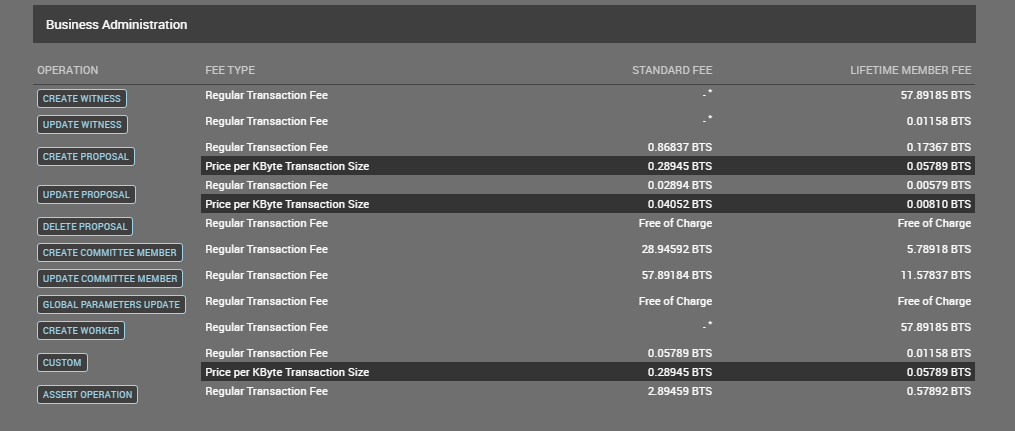 Business Administration
OPERATION FEE TYPE STANDARD FEE LIFETIME MEMBER FEE
CREATE WITNESS Regular Transaction Fee - * 57.89185 BTS
UPDATE WITNESS Regular Transaction Fee - * 0.01158 BTS
CREATE PROPOSAL Regular Transaction Fee 0.86837 BTS 0.17367 BTS
Price per KByte Transaction Size 0.28945 BTS 0.05789 BTS
UPDATE PROPOSAL Regular Transaction Fee 0.02894 BTS 0.00579 BTS
Price per KByte Transaction Size 0.04052 BTS 0.00810 BTS
DELETE PROPOSAL Regular Transaction Fee Free of Charge Free of Charge
CREATE COMMITTEE MEMBER Regular Transaction Fee 28.94592 BTS 5.78918 BTS
UPDATE COMMITTEE MEMBER Regular Transaction Fee 57.89184 BTS 11.57837 BTS
GLOBAL PARAMETERS UPDATE Regular Transaction Fee Free of Charge Free of Charge
CREATE WORKER Regular Transaction Fee - * 57.89185 BTS
CUSTOM Regular Transaction Fee 0.05789 BTS 0.01158 BTS
Price per KByte Transaction Size 0.28945 BTS 0.05789 BTS
ASSERT OPERATION Regular Transaction Fee 2.89459 BTS 0.57892 BTS